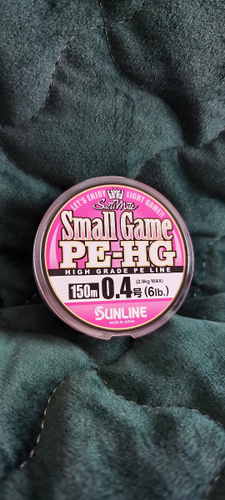 LET'S ENJOY LIGHT GAME!!
SaltiMate
Small Game
PE-HG
HIGH GRADE PE LINE
(2.9kg MAX)
150m 0.4号 (6lb.)
SUNLINE
MADE IN JAPAN